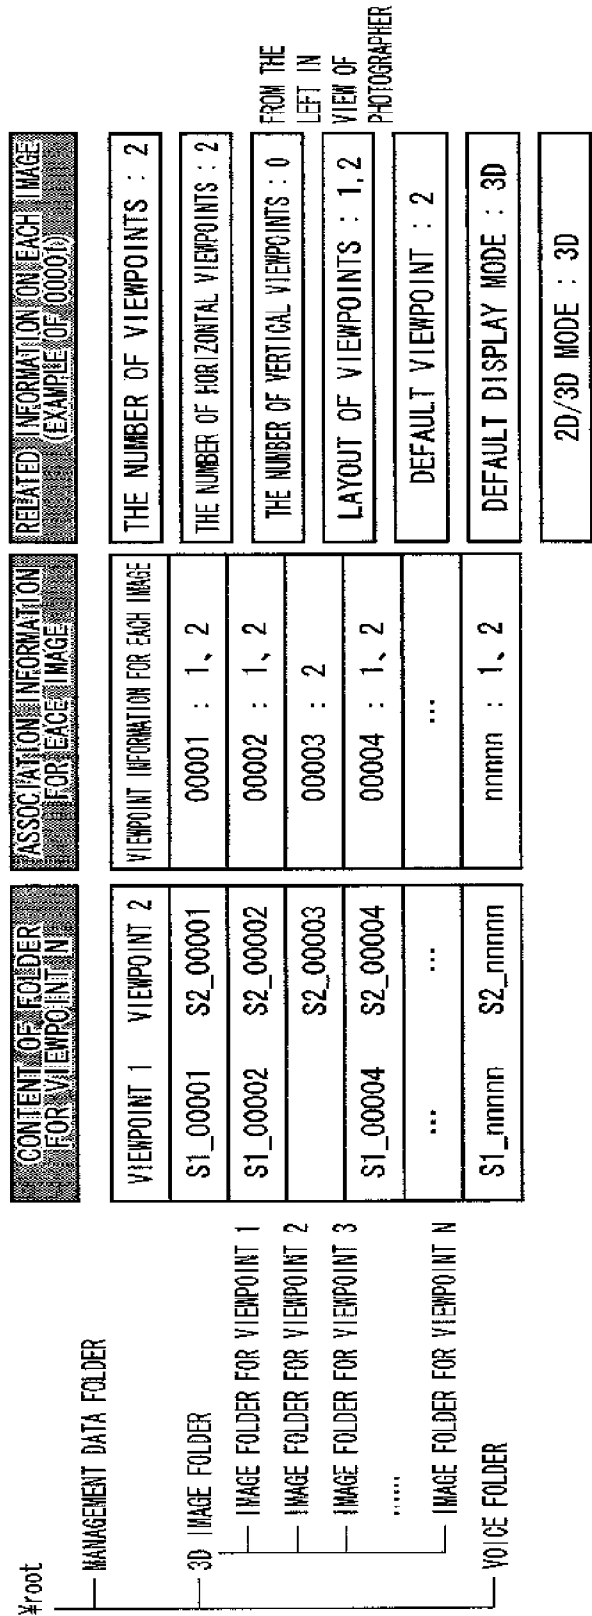 ¥root
MANAGEMENT DATA FOLDER
3D IMAGE FOLDER
IMAGE FOLDER FOR VIEWPOINT 1
IMAGE FOLDER FOR VIEWPOINT 2
IMAGE FOLDER FOR VIEWPOINT 3
......
IMAGE FOLDER FOR VIEWPOINT N
VOICE FOLDER
CONTENT OF FOLDER
FOR VIEWPOINT N
VIEWPOINT 1 VIEWPOINT 2
S1_00001 S2_00001
S1_00002 S2_00002
S2_00003
S1_00004 S2_00004
... ...
S1_nnnnn S2_nnnnn
ASSOCIATION INFORMATION
FOR EACE IMAGE
VIEWPOINT INFORMATION FOR EACH IMAGE
00001 : 1、2
00002 : 1、2
00003 : 2
00004 : 1、2
...
nnnnn : 1、2
RELATED INFORMATION ON EACH IMAGE
(EXAMPLE OF 00001)
THE NUMBER OF VIEWPOINTS : 2
THE NUMBER OF HORIZONTAL VIEWPOINTS : 2
THE NUMBER OF VERTICAL VIEWPOINTS : 0
LAYOUT OF VIEWPOINTS : 1, 2
DEFAULT VIEWPOINT : 2
DEFAULT DISPLAY MODE : 3D
2D/3D MODE : 3D
FROM THE
LEFT IN
VIEW OF
PHOTOGRAPHER